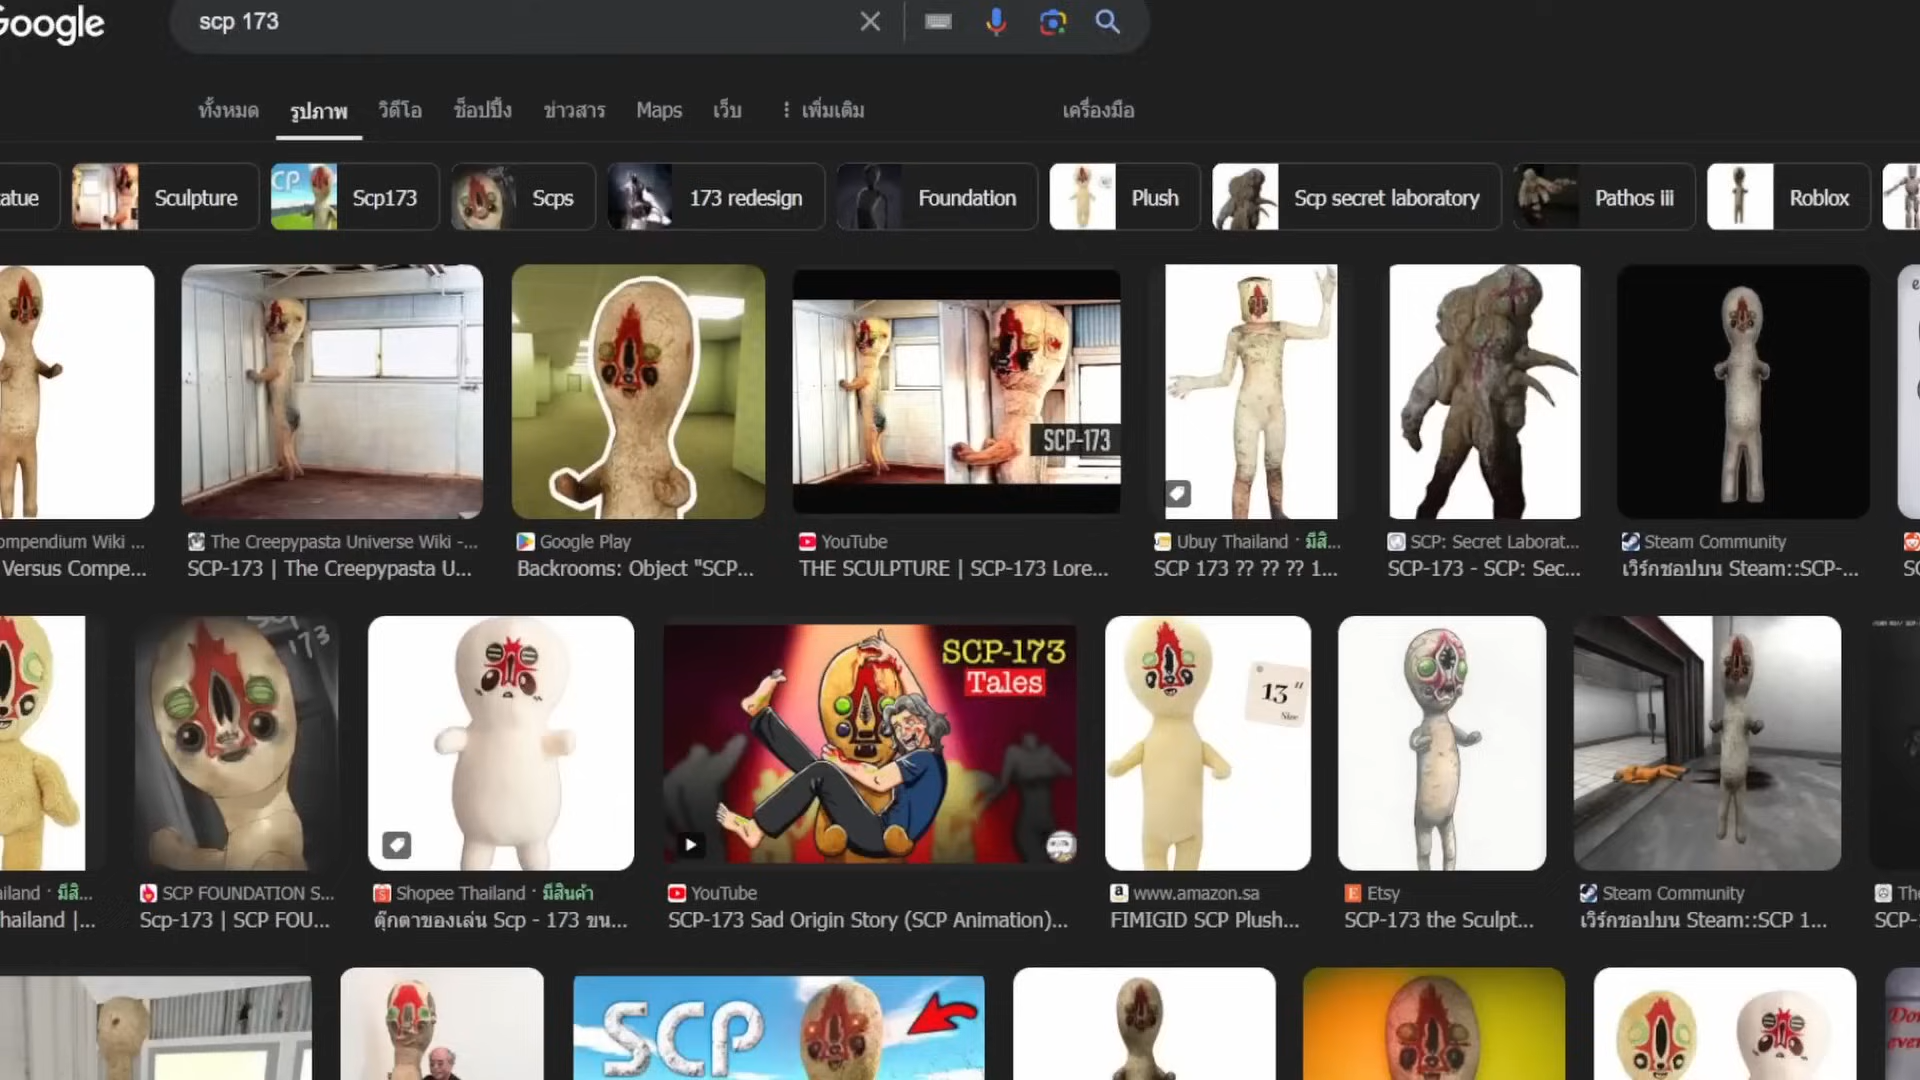 Google
scp 173
ทั้งหมด
รูปภาพ
วิดีโอ
ช็อปปิ้ง
ข่าวสาร
Maps
เว็บ
เพิ่มเติม
เครื่องมือ
Sculpture
Scp173
Scps
173 redesign
Foundation
Plush
Scp secret laboratory
Pathos iii
Roblox
SCP-173
ompendium Wiki ...
Versus Compe...
The Creepypasta Universe Wiki -...
SCP-173 | The Creepypasta U...
Google Play
Backrooms: Object "SCP...
YouTube
THE SCULPTURE | SCP-173 Lore...
Ubuy Thailand · มีสิ...
SCP 173 ?? ?? ?? 1...
SCP: Secret Laborat...
SCP-173 - SCP: Sec...
Steam Community
เวิร์กชอปบน Steam::SCP-...
173
SCP-173
Tales
13"
ailand · มีสิ...
hailand |...
SCP FOUNDATION S...
Scp-173 | SCP FOU...
Shopee Thailand · มีสินค้า
ตุ๊กตาของเล่น Scp - 173 ขน...
YouTube
SCP-173 Sad Origin Story (SCP Animation)...
www.amazon.sa
FIMIGID SCP Plush...
Etsy
SCP-173 the Sculpt...
Steam Community
เวิร์กชอปบน Steam::SCP 1...
SCP-
SCP